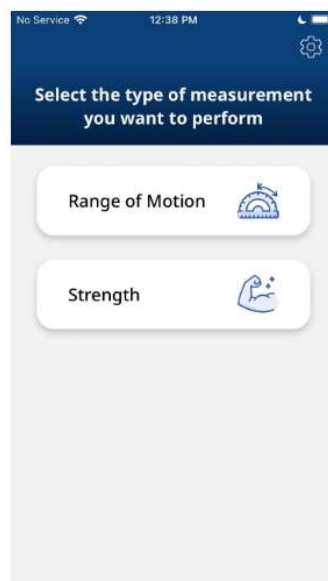 No Service 12:38 PM
Select the type of measurement
you want to perform
Range of Motion
Strength